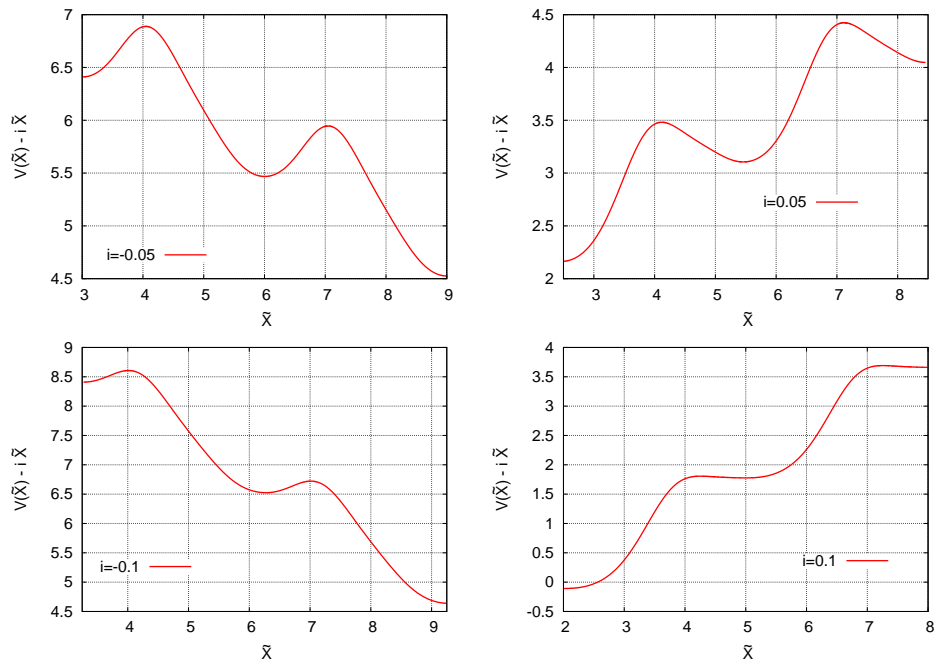 7
6.5
6
5.5
5
4.5
3 4 5 6 7 8 9
V(X̃) - i X̃
X̃
i=-0.05
4.5
4
3.5
3
2.5
2
3 4 5 6 7 8
V(X̃) - i X̃
X̃
i=0.05
9
8.5
8
7.5
7
6.5
6
5.5
5
4.5
4 5 6 7 8 9
V(X̃) - i X̃
X̃
i=-0.1
4
3.5
3
2.5
2
1.5
1
0.5
0
-0.5
2 3 4 5 6 7 8
V(X̃) - i X̃
X̃
i=0.1